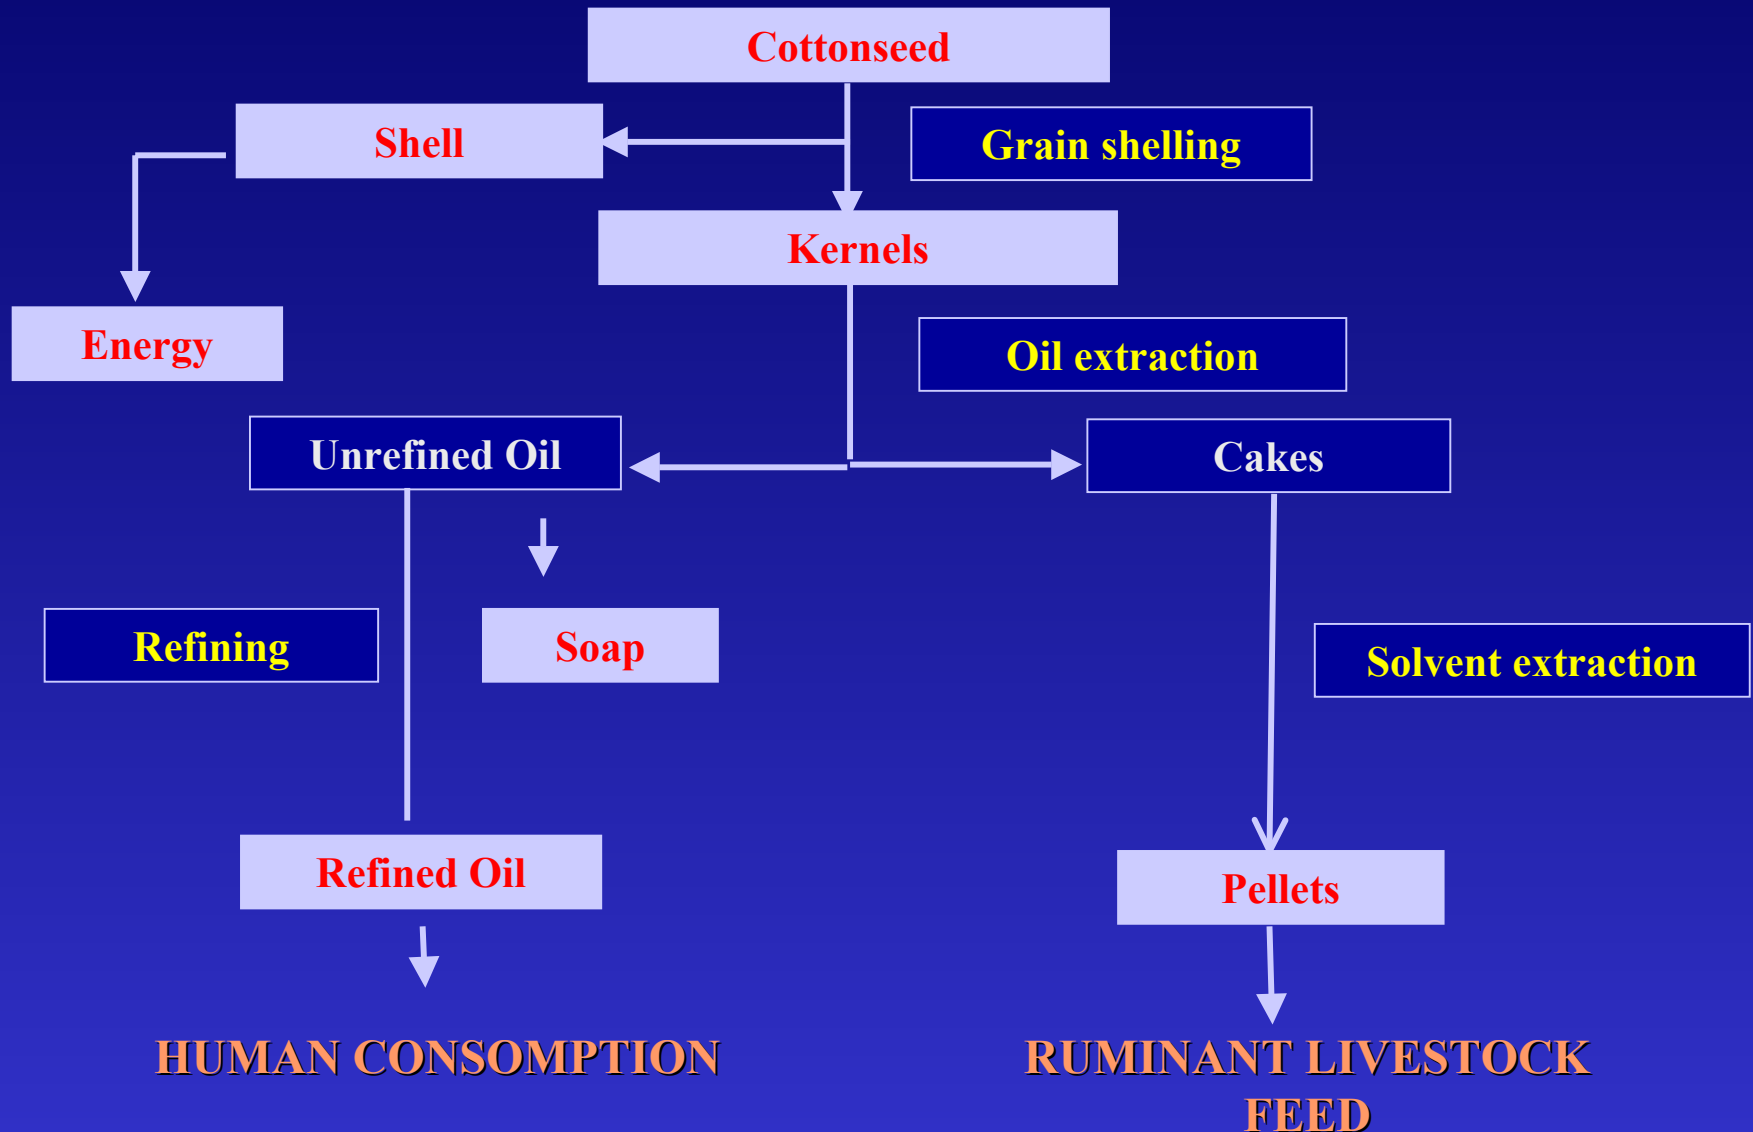 Cottonseed
Shell
Grain shelling
Kernels
Energy
Oil extraction
Unrefined Oil
Cakes
Refining
Soap
Solvent extraction
Refined Oil
Pellets
HUMAN CONSOMPTION
RUMINANT LIVESTOCK
FEED